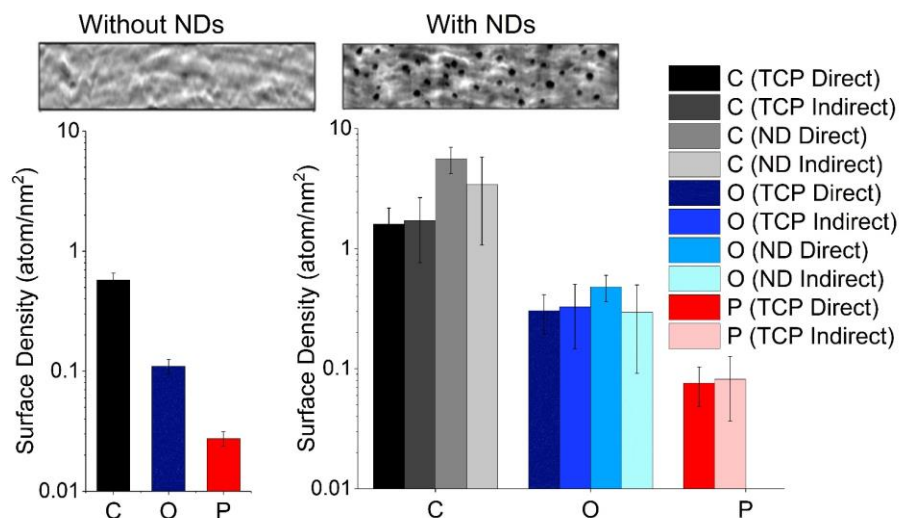 Without NDs
With NDs
Surface Density (atom/nm²)
10
1
0.1
0.01
C O P
Surface Density (atom/nm²)
10
1
0.1
0.01
C O P
C (TCP Direct)
C (TCP Indirect)
C (ND Direct)
C (ND Indirect)
O (TCP Direct)
O (TCP Indirect)
O (ND Direct)
O (ND Indirect)
P (TCP Direct)
P (TCP Indirect)